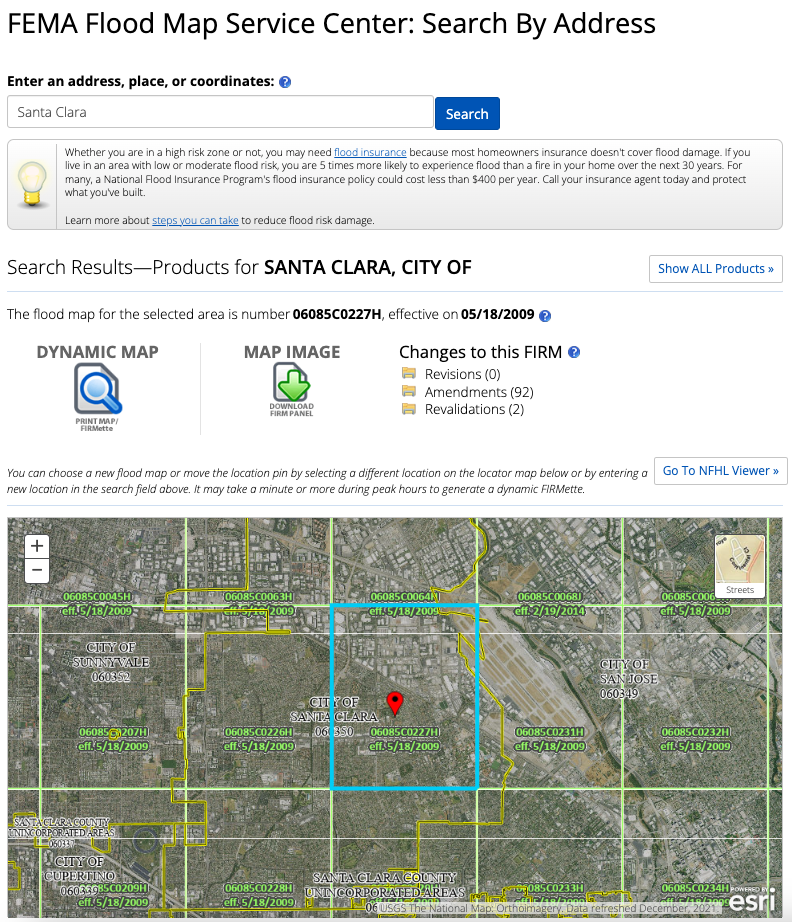 FEMA Flood Map Service Center: Search By Address
Enter an address, place, or coordinates: ?
Santa Clara
Search
Whether you are in a high risk zone or not, you may need flood insurance because most homeowners insurance doesn't cover flood damage. If you
live in an area with low or moderate flood risk, you are 5 times more likely to experience flood than a fire in your home over the next 30 years. For
many, a National Flood Insurance Program's flood insurance policy could cost less than $400 per year. Call your insurance agent today and protect
what you've built.
Learn more about steps you can take to reduce flood risk damage.
Search Results—Products for SANTA CLARA, CITY OF
Show ALL Products »
The flood map for the selected area is number 06085C0227H, effective on 05/18/2009 ?
DYNAMIC MAP
PRINT MAP/
FIRMette
MAP IMAGE
DOWNLOAD
FIRM PANEL
Changes to this FIRM ?
Revisions (0)
Amendments (92)
Revalidations (2)
You can choose a new flood map or move the location pin by selecting a different location on the locator map below or by entering a
new location in the search field above. It may take a minute or more during peak hours to generate a dynamic FIRMette.
Go To NFHL Viewer »
+
−
Streets
06085C0045H
eff. 5/18/2009
06085C0063H
eff. 5/18/2009
06085C0064H
eff. 5/18/2009
06085C0068J
eff. 2/19/2014
eff. 5/18/2009
CITY OF
SUNNYVALE
060352
CITY OF
SANTA CLARA
060350
CITY OF
SAN JOSE
060349
06085C0207H
eff. 5/18/2009
06085C0226H
eff. 5/18/2009
06085C0227H
eff. 5/18/2009
06085C0231H
eff. 5/18/2009
06085C0232H
eff. 5/18/2009
SANTA CLARA COUNTY
UNINCORPORATED AREAS
060337
CITY OF
CUPERTINO
060339
06085C0209H
eff. 5/18/2009
06085C0228H
eff. 5/18/2009
SANTA CLARA COUNTY
UNINCORPORATED AREAS
06085C0233H
06085C0234H
POWERED BY
esri
USGS The National Map: Orthoimagery. Data refreshed December, 2021.